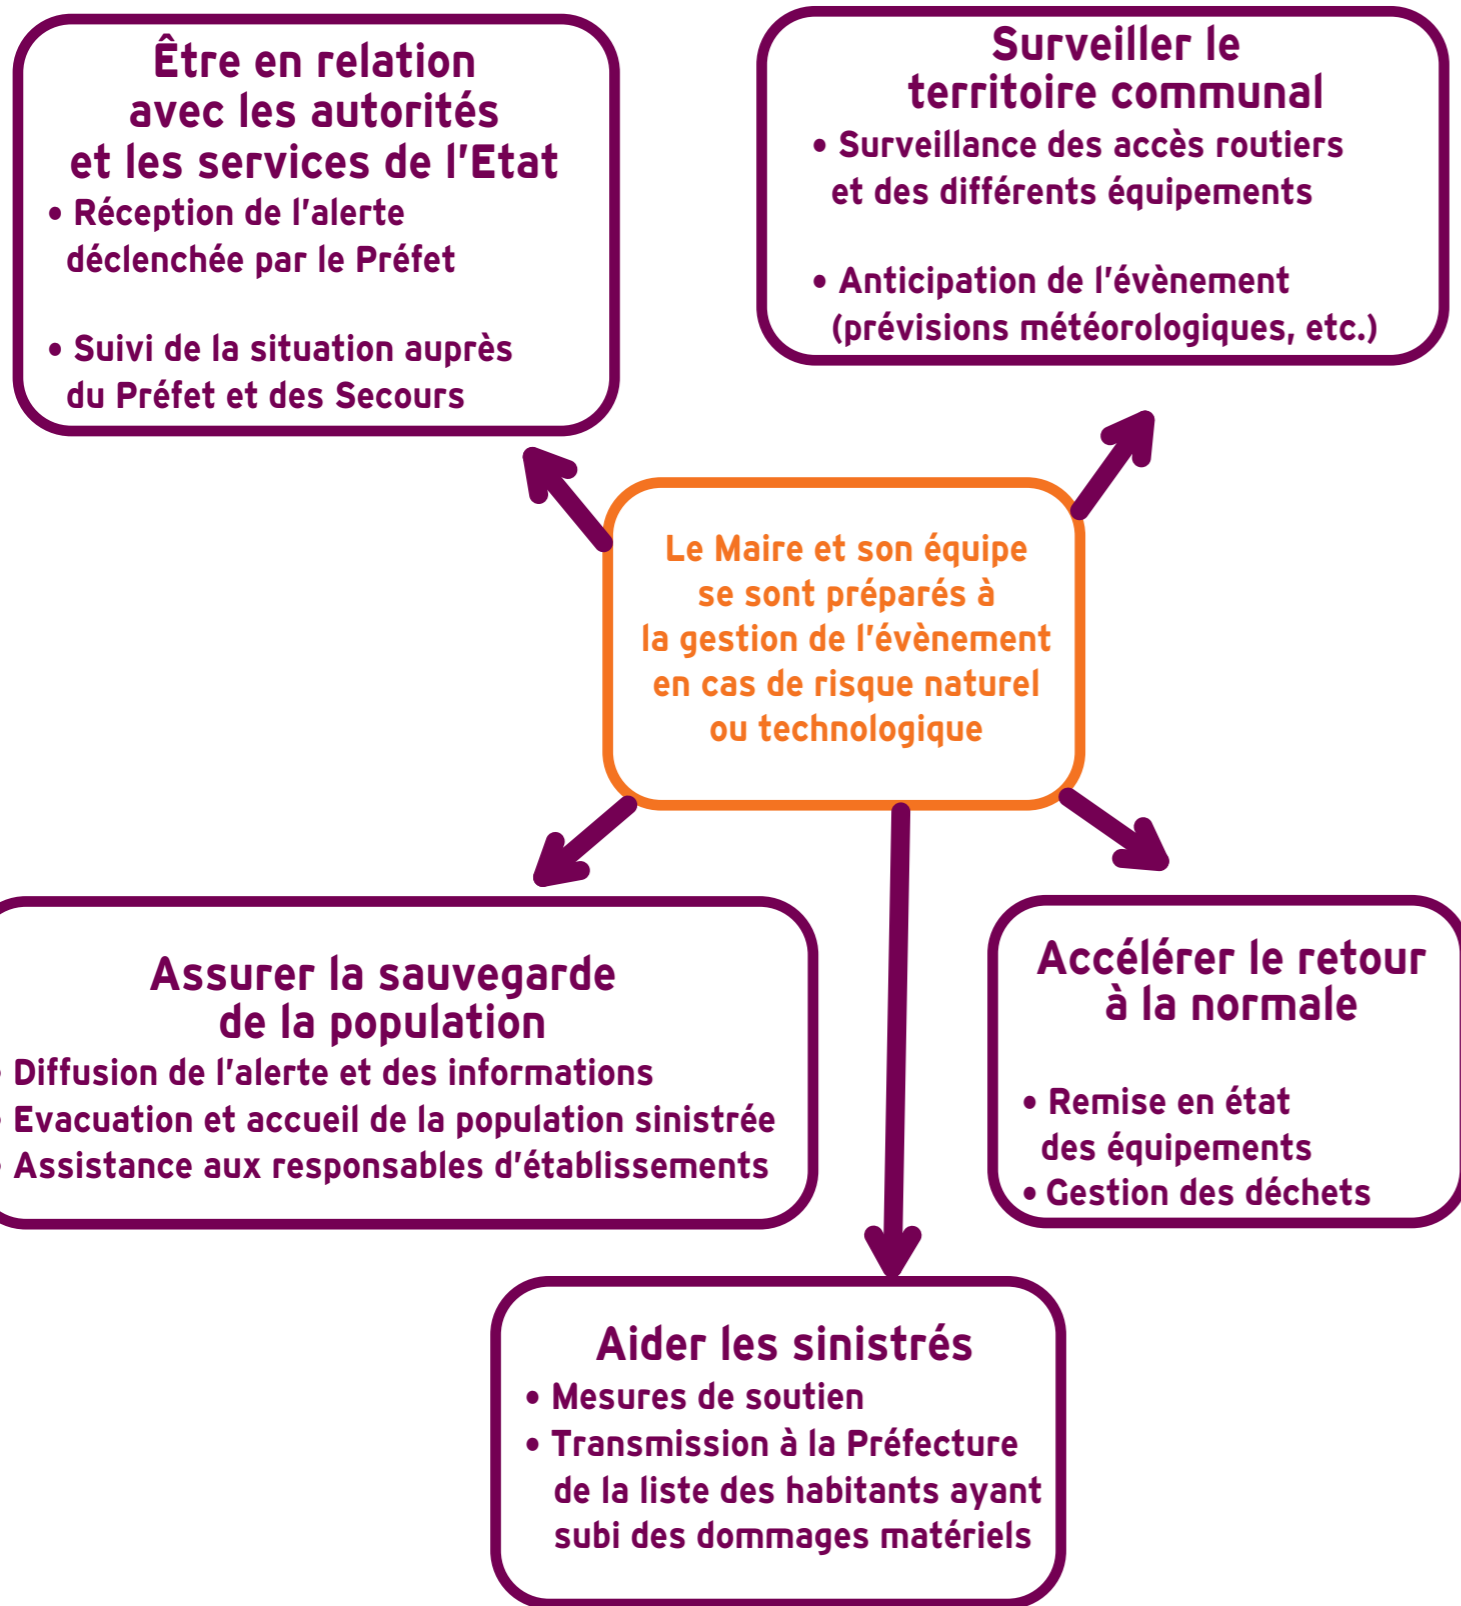 Être en relation
avec les autorités
et les services de l'Etat
• Réception de l'alerte
déclenchée par le Préfet
• Suivi de la situation auprès
du Préfet et des Secours
Surveiller le
territoire communal
• Surveillance des accès routiers
et des différents équipements
• Anticipation de l'évènement
(prévisions météorologiques, etc.)
Le Maire et son équipe
se sont préparés à
la gestion de l'évènement
en cas de risque naturel
ou technologique
Assurer la sauvegarde
de la population
• Diffusion de l'alerte et des informations
• Evacuation et accueil de la population sinistrée
• Assistance aux responsables d'établissements
Accélérer le retour
à la normale
• Remise en état
des équipements
• Gestion des déchets
Aider les sinistrés
• Mesures de soutien
• Transmission à la Préfecture
de la liste des habitants ayant
subi des dommages matériels